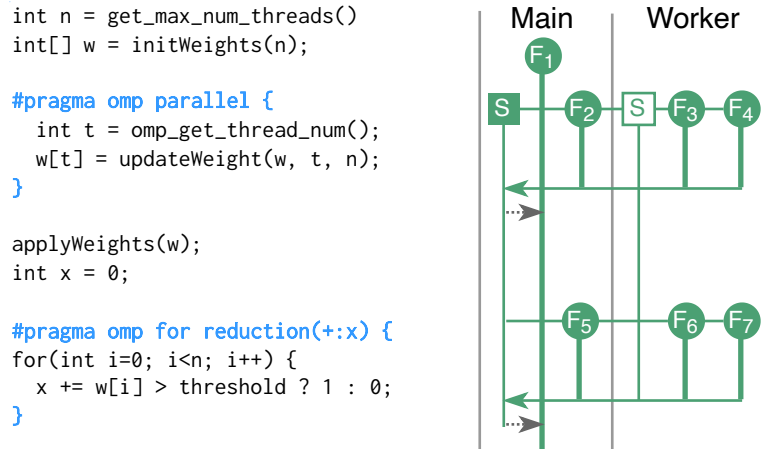 int n = get_max_num_threads()
int[] w = initWeights(n);
#pragma omp parallel {
int t = omp_get_thread_num();
w[t] = updateWeight(w, t, n);
}
applyWeights(w);
int x = 0;
#pragma omp for reduction(+:x) {
for(int i=0; i<n; i++) {
x += w[i] > threshold ? 1 : 0;
}
Main Worker
F1
S F2 S F3 F4
F5 F6 F7